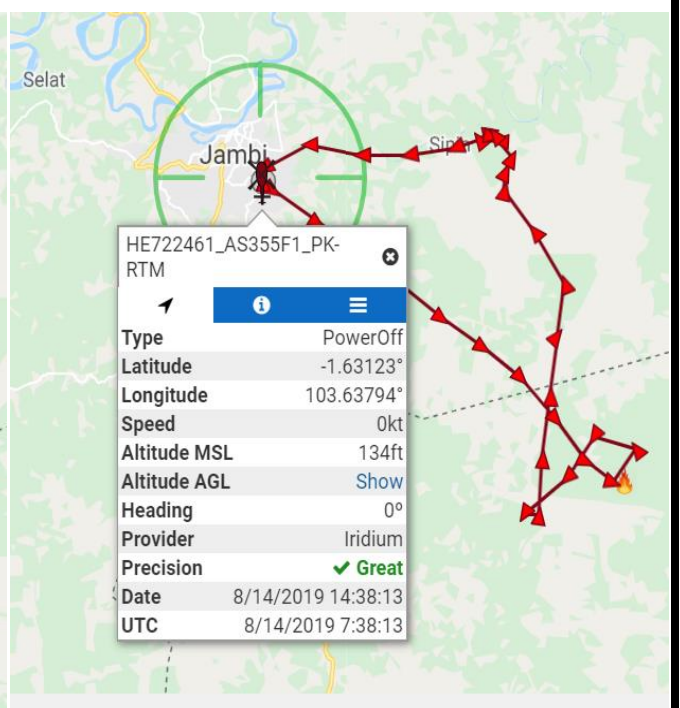 Selat
Jambi
HE722461_AS355F1_PK-
RTM
Type PowerOff
Latitude -1.63123°
Longitude 103.63794°
Speed 0kt
Altitude MSL 134ft
Altitude AGL Show
Heading 0º
Provider Iridium
Precision ✔ Great
Date 8/14/2019 14:38:13
UTC 8/14/2019 7:38:13